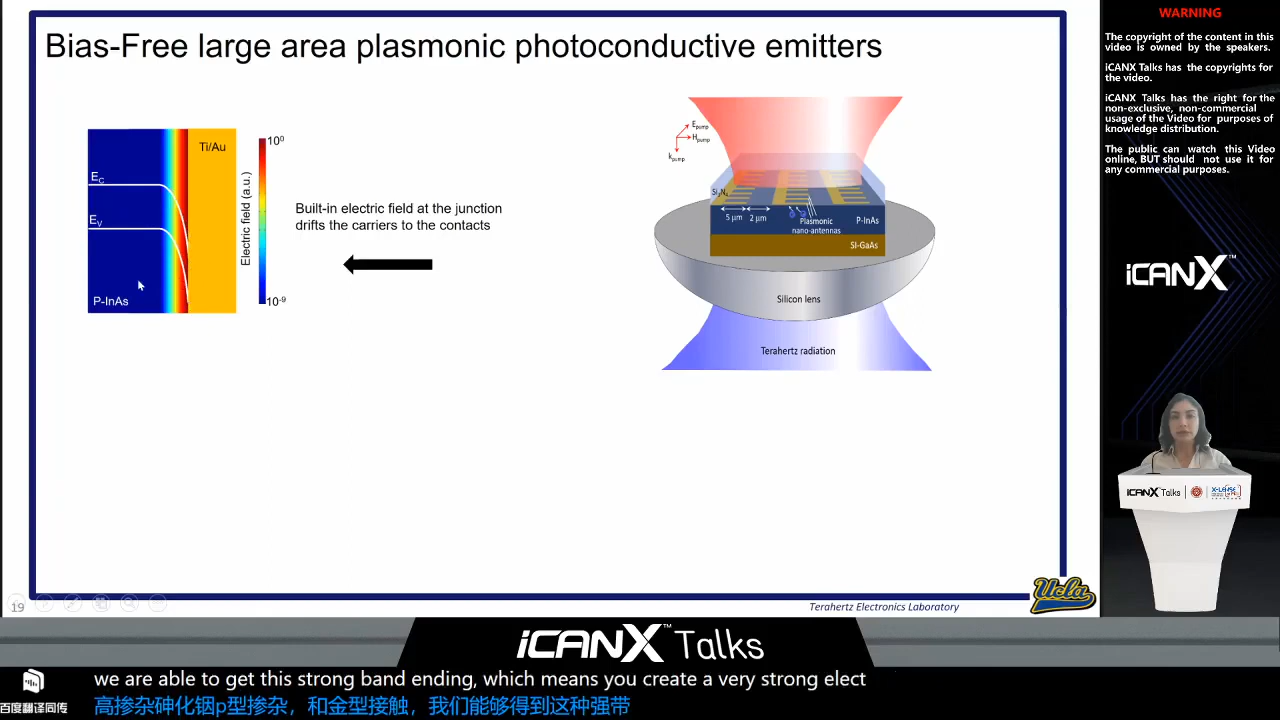 Bias-Free large area plasmonic photoconductive emitters
Ti/Au
EC
EV
P-InAs
Electric field (a.u.)
10⁰
10⁻⁹
Built-in electric field at the junction
drifts the carriers to the contacts
Epump
Hpump
kpump
Si3N4
5 μm
2 μm
Plasmonic
nano-antennas
P-InAs
SI-GaAs
Silicon lens
Terahertz radiation
19
Terahertz Electronics Laboratory
Ucla
WARNING
The copyright of the content in this
video is owned by the speakers.
iCANX Talks has the copyrights for
the video.
iCANX Talks has the right for the
non-exclusive, non-commercial
usage of the Video for purposes of
knowledge distribution.
The public can watch this Video
online, BUT should not use it for
any commercial purposes.
iCANX™
iCANX Talks
iCANX™ Talks
we are able to get this strong band ending, which means you create a very strong elect
高掺杂砷化铟p型掺杂，和金型接触，我们能够得到这种强带
百度翻译同传